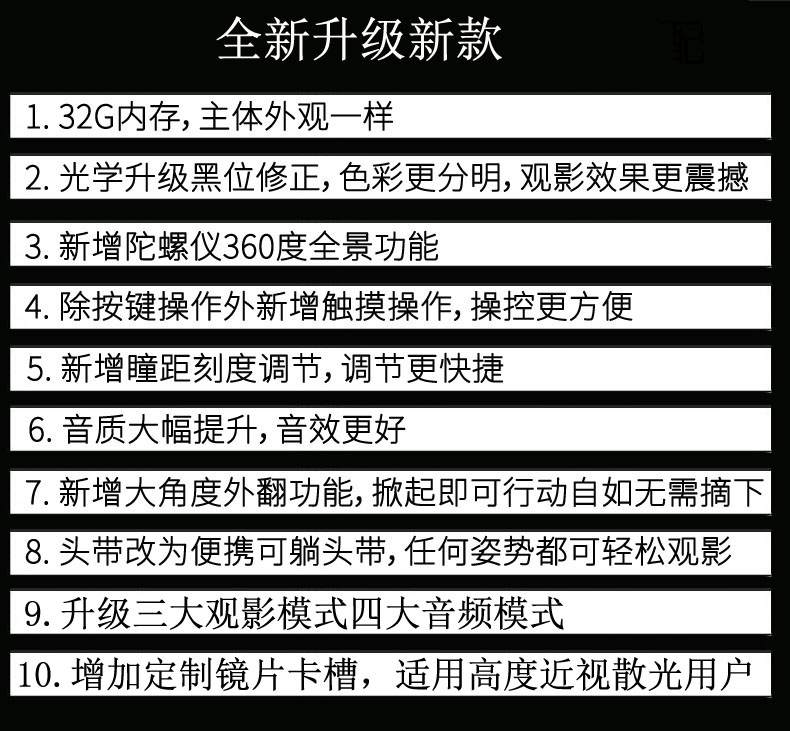 全新升级新款
1. 32G内存，主体外观一样
2. 光学升级黑位修正，色彩更分明，观影效果更震撼
3. 新增陀螺仪360度全景功能
4. 除按键操作外新增触摸操作，操控更方便
5. 新增瞳距刻度调节，调节更快捷
6. 音质大幅提升，音效更好
7. 新增大角度外翻功能，掀起即可行动自如无需摘下
8. 头带改为便携可躺头带，任何姿势都可轻松观影
9. 升级三大观影模式四大音频模式
10. 增加定制镜片卡槽，适用高度近视散光用户